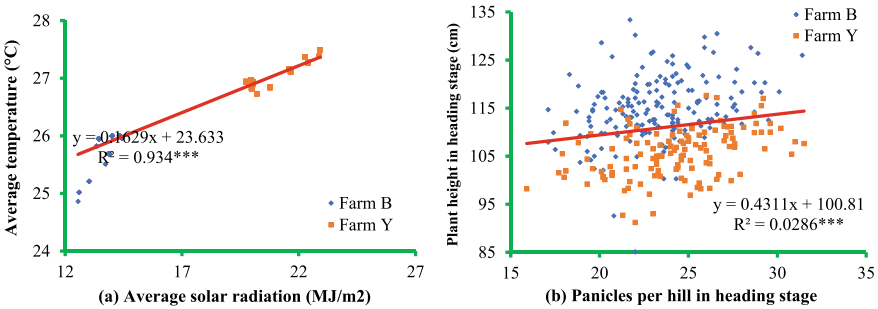 28
27
26
25
24
Average temperature (°C)
y = 0.1629x + 23.633
R² = 0.934***
Farm B
Farm Y
12
17
22
27
(a) Average solar radiation (MJ/m2)
135
125
115
105
95
85
Plant height in heading stage (cm)
Farm B
Farm Y
y = 0.4311x + 100.81
R² = 0.0286***
15
20
25
30
35
(b) Panicles per hill in heading stage